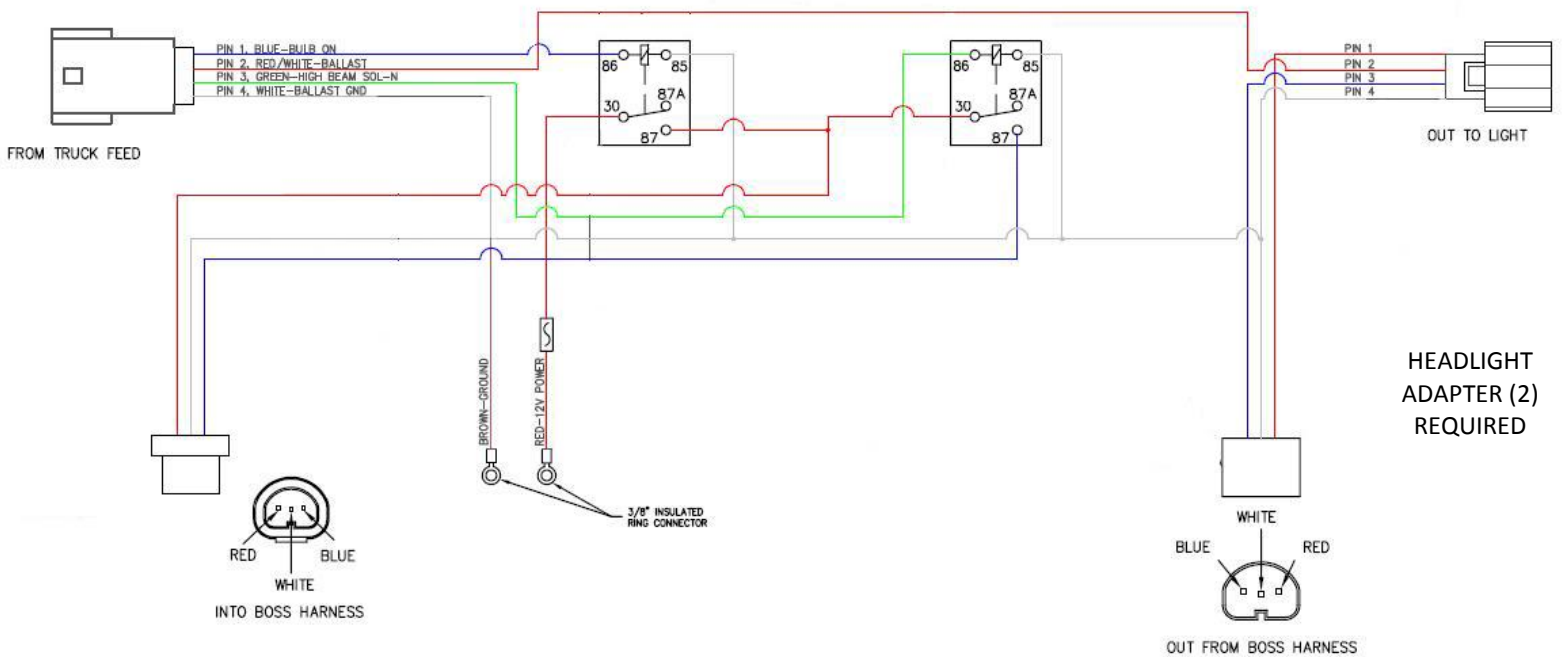 PIN 1, BLUE-BULB ON
PIN 2, RED/WHITE-BALLAST
PIN 3, GREEN-HIGH BEAM SOL-N
PIN 4, WHITE-BALLAST GND
FROM TRUCK FEED
86
85
87A
30
87
86
85
87A
30
87
PIN 1
PIN 2
PIN 3
PIN 4
OUT TO LIGHT
BROWN-GROUND
RED-12V POWER
3/8" INSULATED
RING CONNECTOR
HEADLIGHT
ADAPTER (2)
REQUIRED
RED
BLUE
WHITE
INTO BOSS HARNESS
WHITE
BLUE
RED
OUT FROM BOSS HARNESS